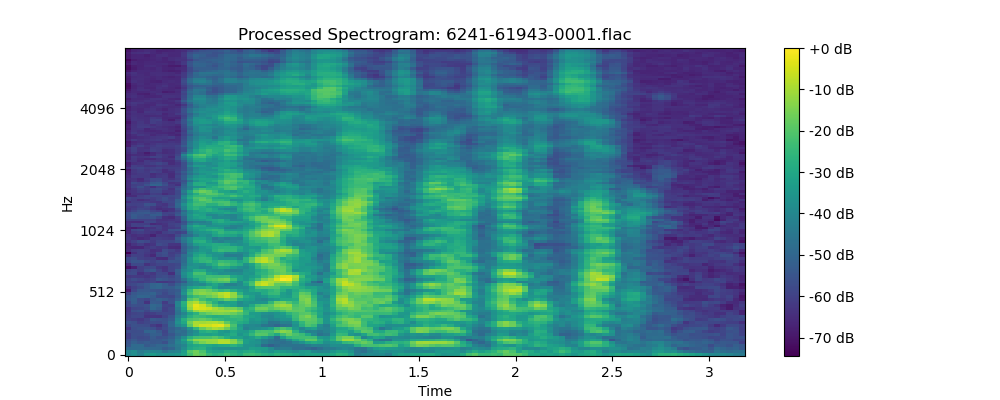 Processed Spectrogram: 6241-61943-0001.flac
+0 dB
-10 dB
-20 dB
-30 dB
-40 dB
-50 dB
-60 dB
-70 dB
4096
2048
1024
512
0
Hz
0 0.5 1 1.5 2 2.5 3
Time